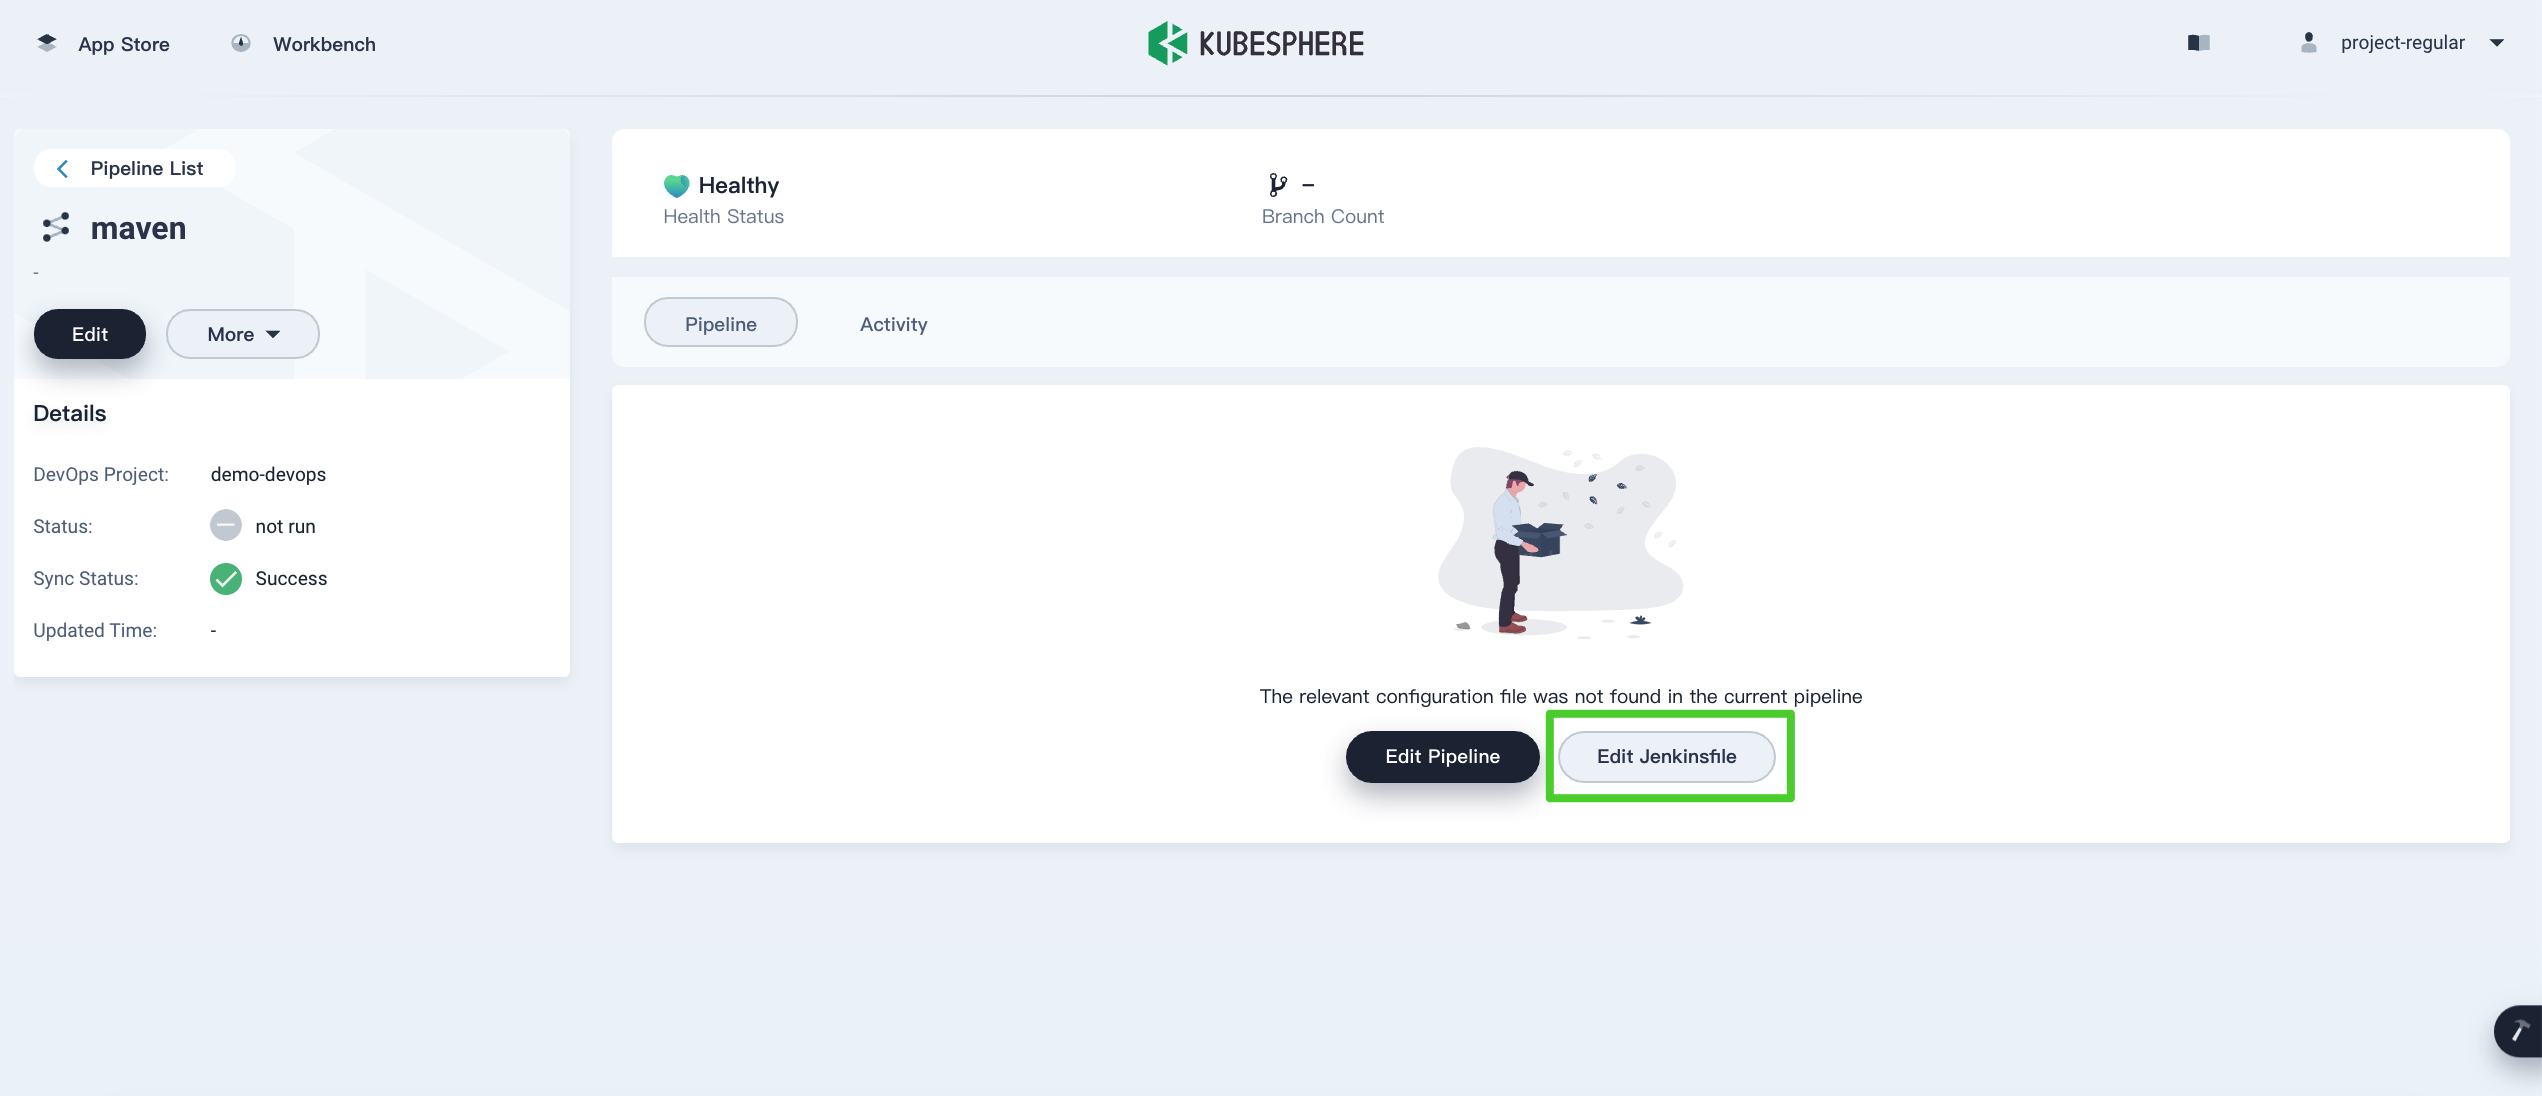 App Store
Workbench
KUBESPHERE
project-regular
Pipeline List
maven
-
Edit
More
Details
DevOps Project: demo-devops
Status: not run
Sync Status: Success
Updated Time: -
Healthy
Health Status
–
Branch Count
Pipeline
Activity
The relevant configuration file was not found in the current pipeline
Edit Pipeline
Edit Jenkinsfile